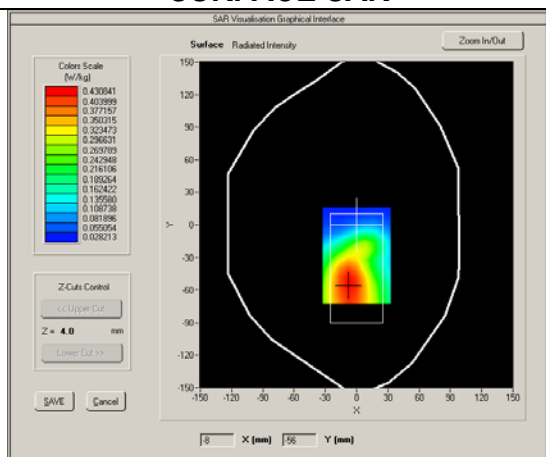 SAR Visualisation Graphical Interface
Surface Radiated Intensity
Zoom In/Out
Colors Scale
(W/kg)
0.430841
0.403999
0.377157
0.350315
0.323473
0.296631
0.269789
0.242948
0.216106
0.189264
0.162422
0.135580
0.108738
0.081896
0.055054
0.028213
Z-Cuts Control
<< Upper Cut
Z = 4.0 mm
Lower Cut >>
SAVE
Cancel
150-
120-
90-
60-
30-
0-
-30-
-60-
-90-
-120-
-150-
Y
-150 -120 -90 -60 -30 0 30 60 90 120 150
X
-8 X (mm) -56 Y (mm)